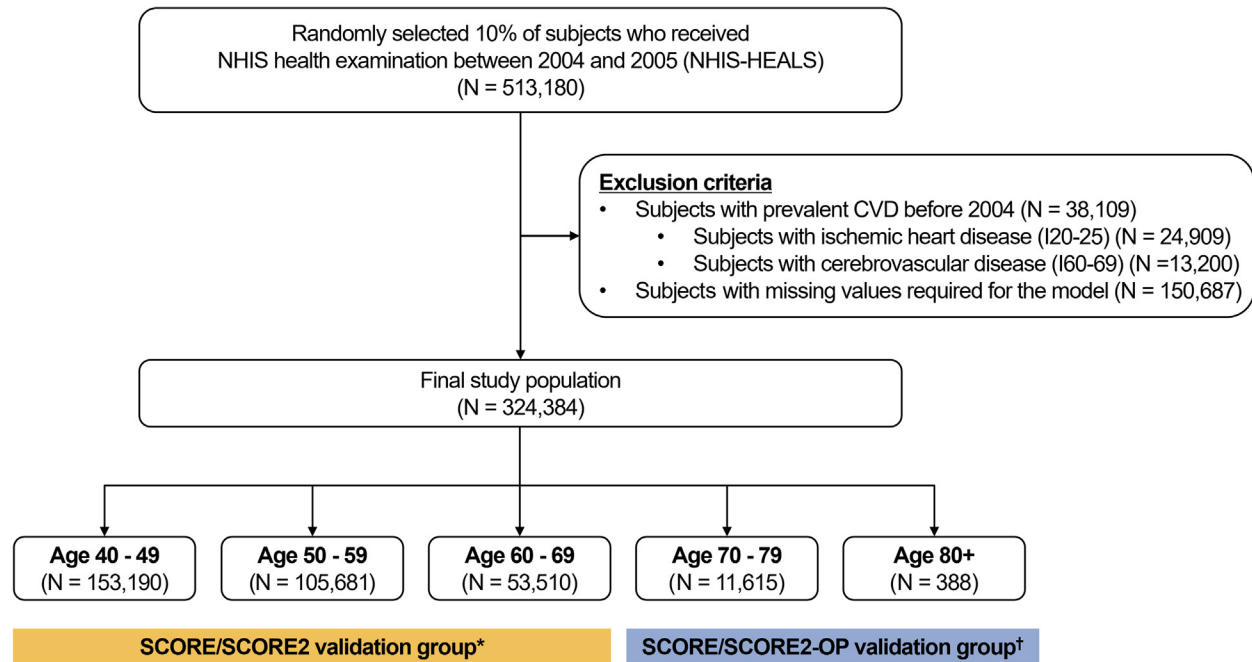 Randomly selected 10% of subjects who received
NHIS health examination between 2004 and 2005 (NHIS-HEALS)
(N = 513,180)
Exclusion criteria
• Subjects with prevalent CVD before 2004 (N = 38,109)
• Subjects with ischemic heart disease (I20-25) (N = 24,909)
• Subjects with cerebrovascular disease (I60-69) (N =13,200)
• Subjects with missing values required for the model (N = 150,687)
Final study population
(N = 324,384)
Age 40 - 49
(N = 153,190)
Age 50 - 59
(N = 105,681)
Age 60 - 69
(N = 53,510)
Age 70 - 79
(N = 11,615)
Age 80+
(N = 388)
SCORE/SCORE2 validation group*
SCORE/SCORE2-OP validation group†